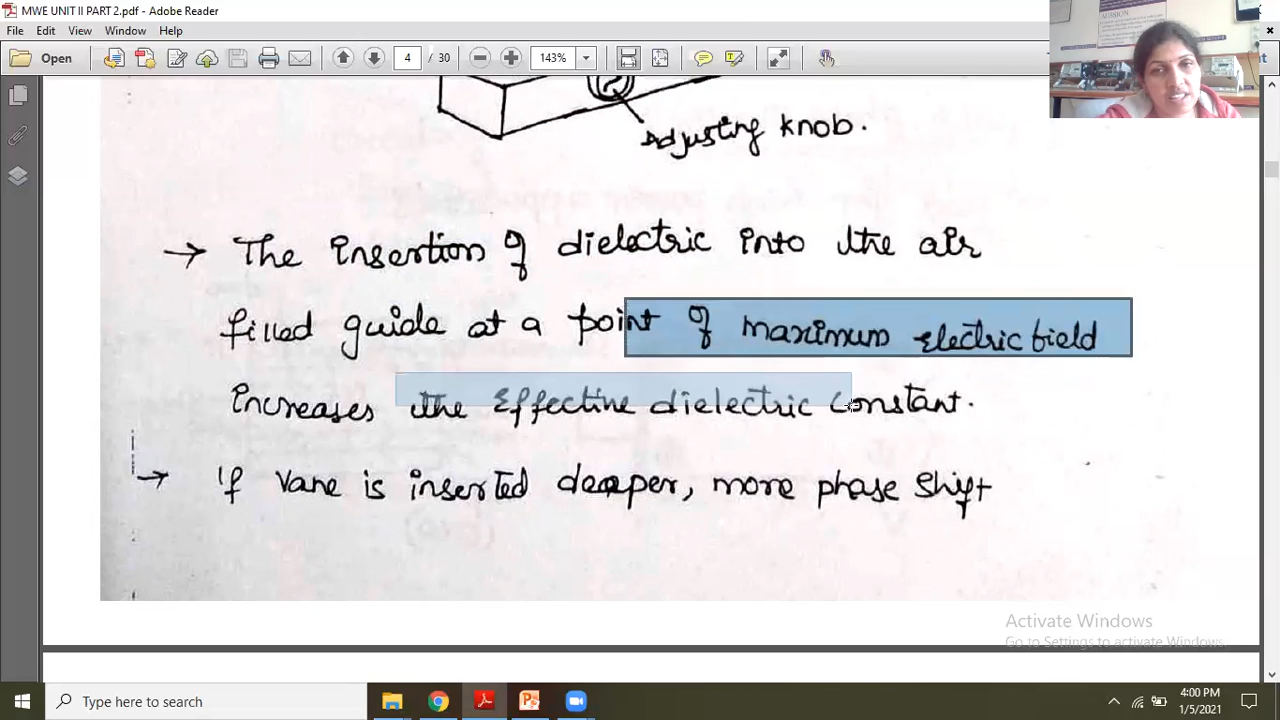 MWE UNIT II PART 2.pdf - Adobe Reader
File Edit View Window Help
Open 4 / 30 143%
MISSION
Adjusting knob.
→ The insertion of dielectric into the air
filled guide at a point of maximum electric field
increases the effective dielectric constant.
→ If vane is inserted deeper, more phase shift
Activate Windows
Go to Settings to activate Windows.
Type here to search
4:00 PM
1/5/2021